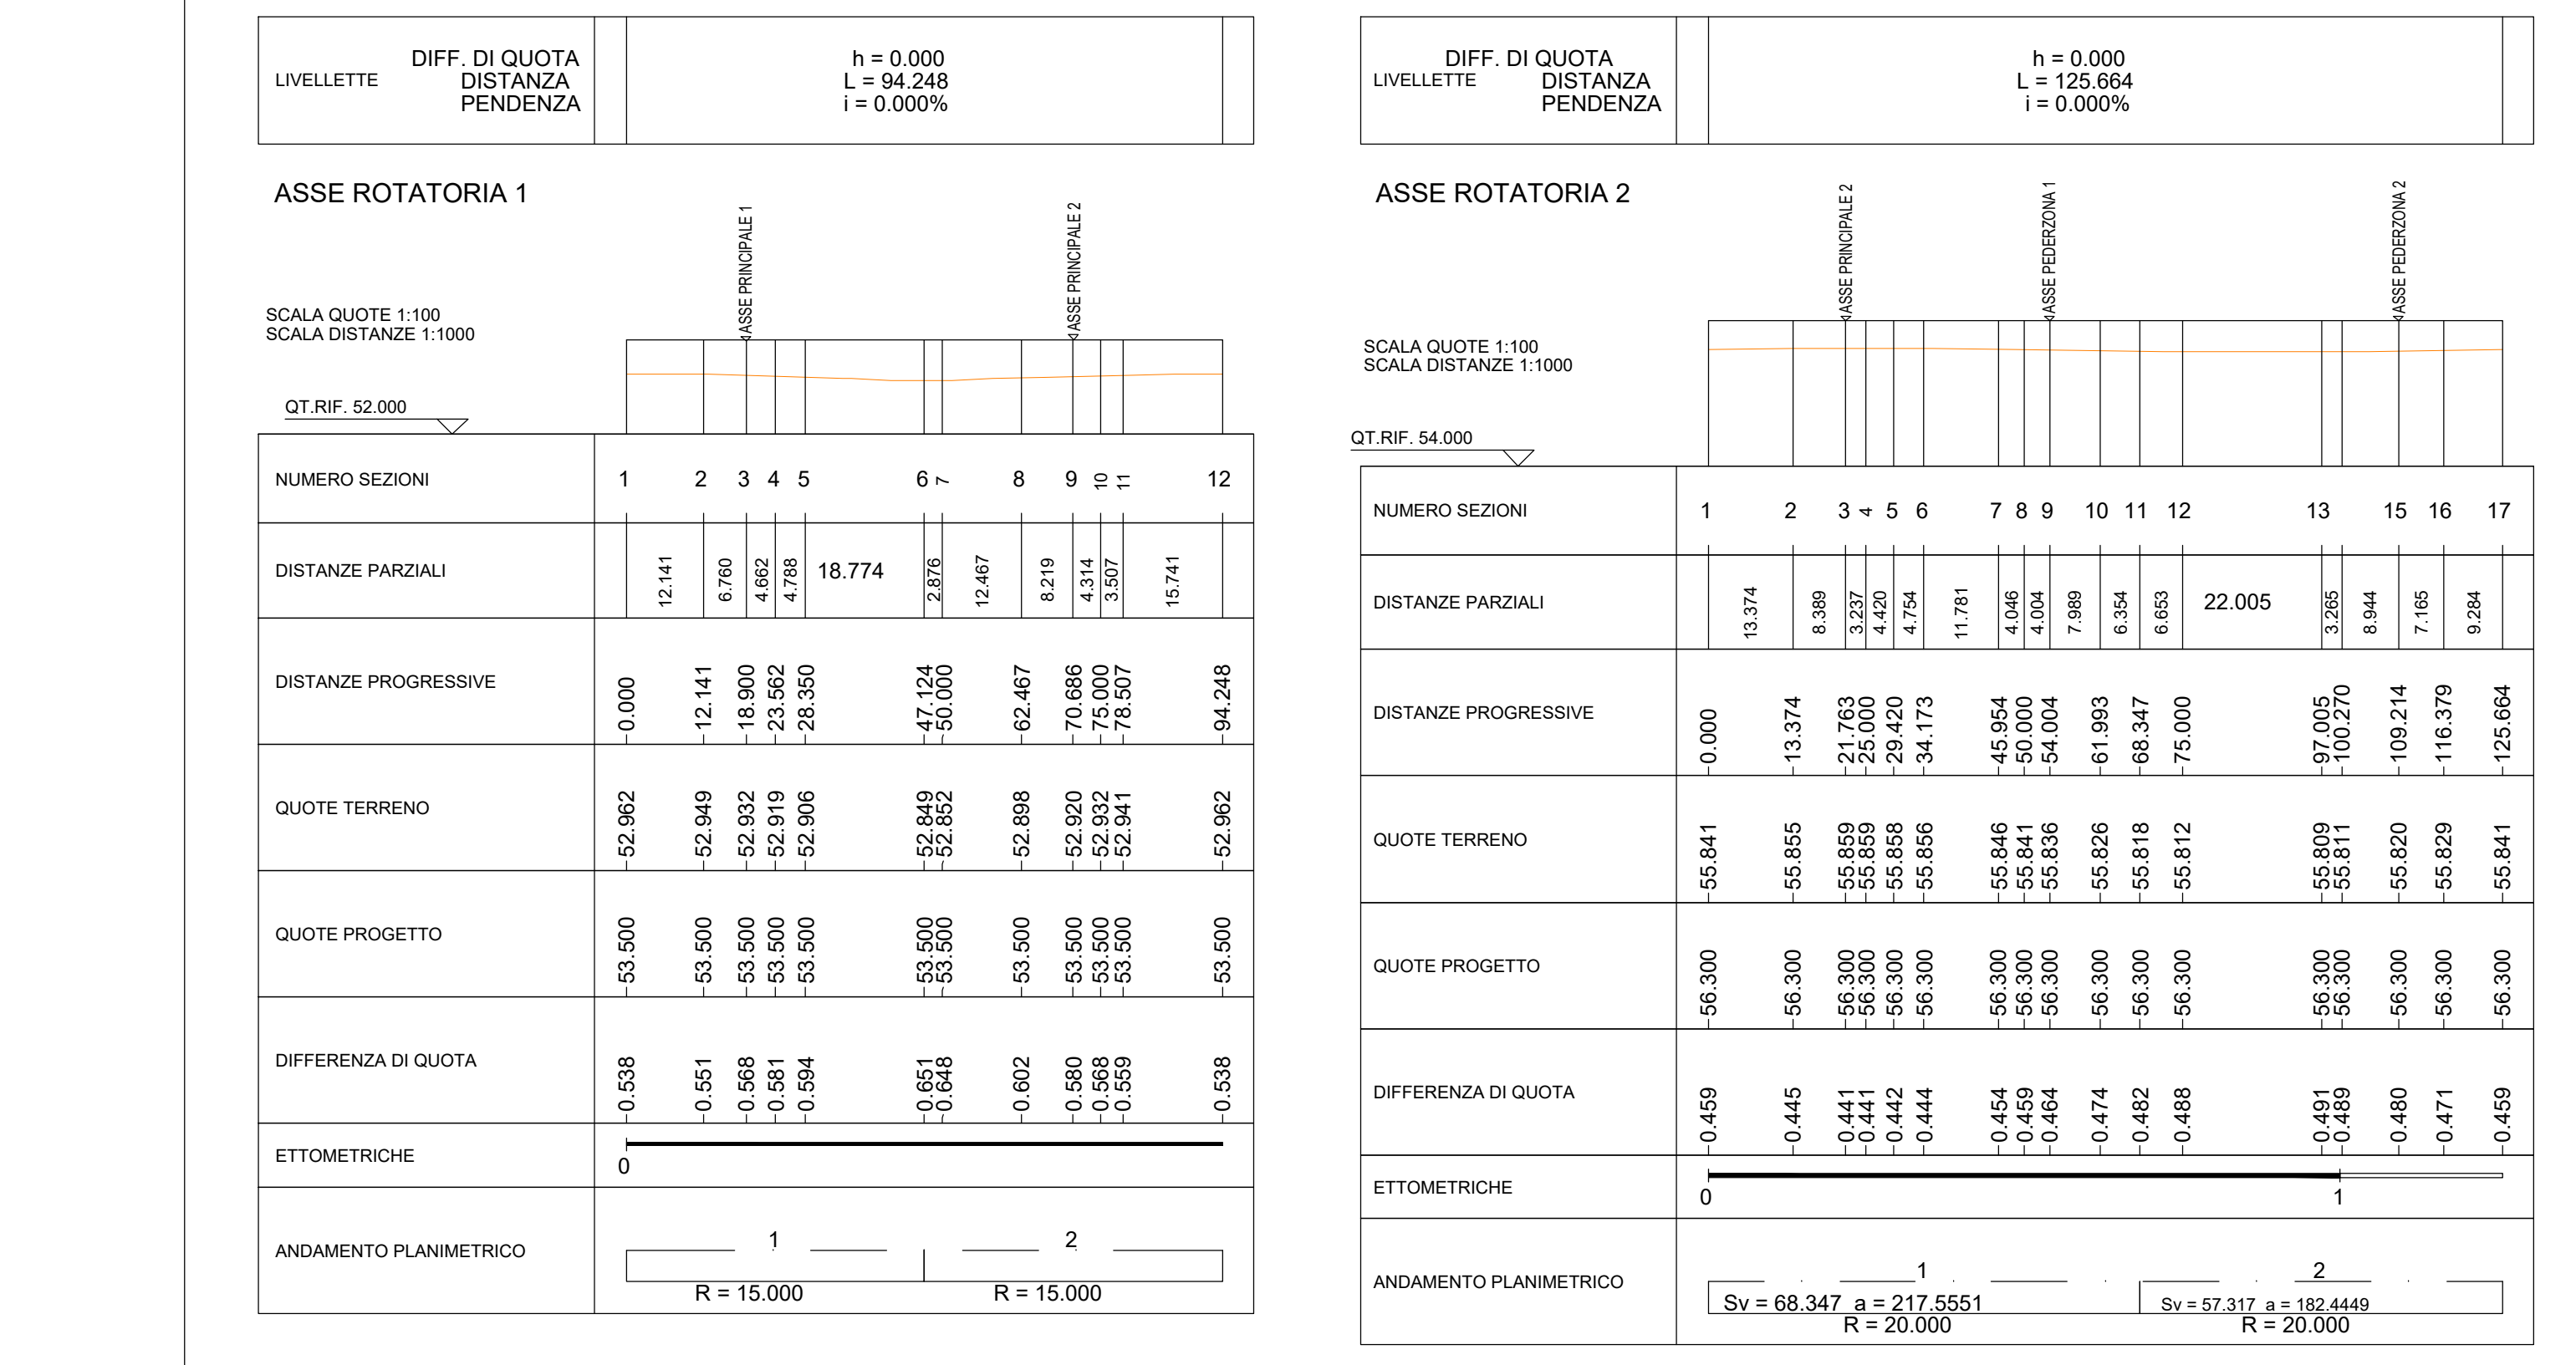 DIFF. DI QUOTA
LIVELLETTE DISTANZA
PENDENZA
h = 0.000
L = 94.248
i = 0.000%
ASSE ROTATORIA 1
ASSE PRINCIPALE 1
ASSE PRINCIPALE 2
SCALA QUOTE 1:100
SCALA DISTANZE 1:1000
QT.RIF. 52.000
NUMERO SEZIONI 1 2 3 4 5 6 7 8 9 10 11 12
DISTANZE PARZIALI 12.141 6.760 4.662 4.788 18.774 2.876 12.467 8.219 4.314 3.507 15.741
DISTANZE PROGRESSIVE 0.000 12.141 18.900 23.562 28.350 47.124 50.000 62.467 70.686 75.000 78.507 94.248
QUOTE TERRENO 52.962 52.949 52.932 52.919 52.906 52.849 52.852 52.898 52.920 52.932 52.941 52.962
QUOTE PROGETTO 53.500 53.500 53.500 53.500 53.500 53.500 53.500 53.500 53.500 53.500 53.500 53.500
DIFFERENZA DI QUOTA 0.538 0.551 0.568 0.581 0.594 0.651 0.648 0.602 0.580 0.568 0.559 0.538
ETTOMETRICHE 0
ANDAMENTO PLANIMETRICO 1 2
R = 15.000 R = 15.000
DIFF. DI QUOTA
LIVELLETTE DISTANZA
PENDENZA
h = 0.000
L = 125.664
i = 0.000%
ASSE ROTATORIA 2
ASSE PRINCIPALE 2
ASSE PEDERZONA 1
ASSE PEDERZONA 2
SCALA QUOTE 1:100
SCALA DISTANZE 1:1000
QT.RIF. 54.000
NUMERO SEZIONI 1 2 3 4 5 6 7 8 9 10 11 12 13 15 16 17
DISTANZE PARZIALI 13.374 8.389 3.237 4.420 4.754 11.781 4.046 4.004 7.989 6.354 6.653 22.005 3.265 8.944 7.165 9.284
DISTANZE PROGRESSIVE 0.000 13.374 21.763 25.000 29.420 34.173 45.954 50.000 54.004 61.993 68.347 75.000 97.005 100.270 109.214 116.379 125.664
QUOTE TERRENO 55.841 55.855 55.859 55.859 55.858 55.856 55.846 55.841 55.836 55.826 55.818 55.812 55.809 55.811 55.820 55.829 55.841
QUOTE PROGETTO 56.300 56.300 56.300 56.300 56.300 56.300 56.300 56.300 56.300 56.300 56.300 56.300 56.300 56.300 56.300 56.300 56.300
DIFFERENZA DI QUOTA 0.459 0.445 0.441 0.441 0.442 0.444 0.454 0.459 0.464 0.474 0.482 0.488 0.491 0.489 0.480 0.471 0.459
ETTOMETRICHE 0 1
ANDAMENTO PLANIMETRICO 1 2
Sv = 68.347 a = 217.5551 Sv = 57.317 a = 182.4449
R = 20.000 R = 20.000